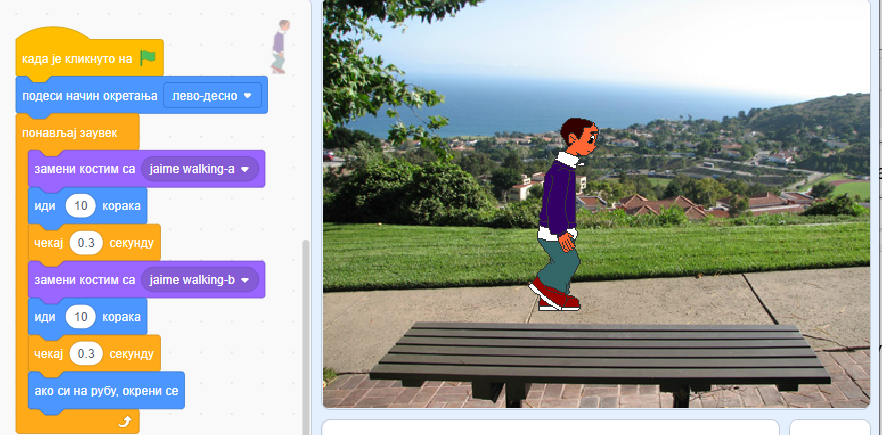 када је кликнуто на
подеси начин окретања лево-десно
понављај заувек
замени костим са jaime walking-a
иди 10 корака
чекај 0.3 секунду
замени костим са jaime walking-b
иди 10 корака
чекај 0.3 секунду
ако си на рубу, окрени се